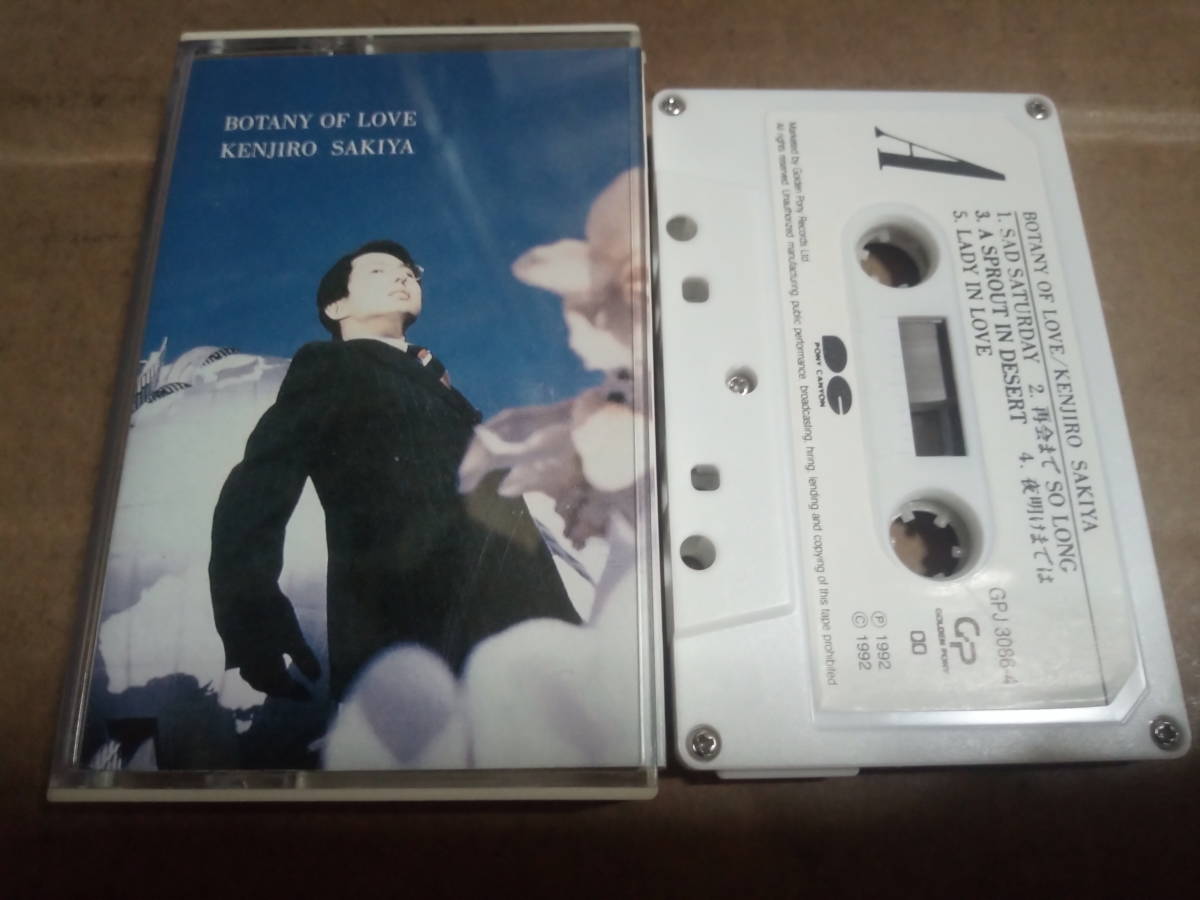 BOTANY OF LOVE
KENJIRO SAKIYA
A
BOTANY OF LOVE/KENJIRO SAKIYA
1. SAD SATURDAY 2. 再会まで SO LONG
3. A SPROUT IN DESERT 4. 夜明けまでは
5. LADY IN LOVE
GPJ 3086-4
GP
GOLDEN PONY
PC
PONY CANYON
Ⓟ 1992
© 1992
Marketed by Golden Pony Records Ltd
All rights reserved. Unauthorized manufacturing, public performance, broadcasting, hiring, lending and copying of this tape prohibited